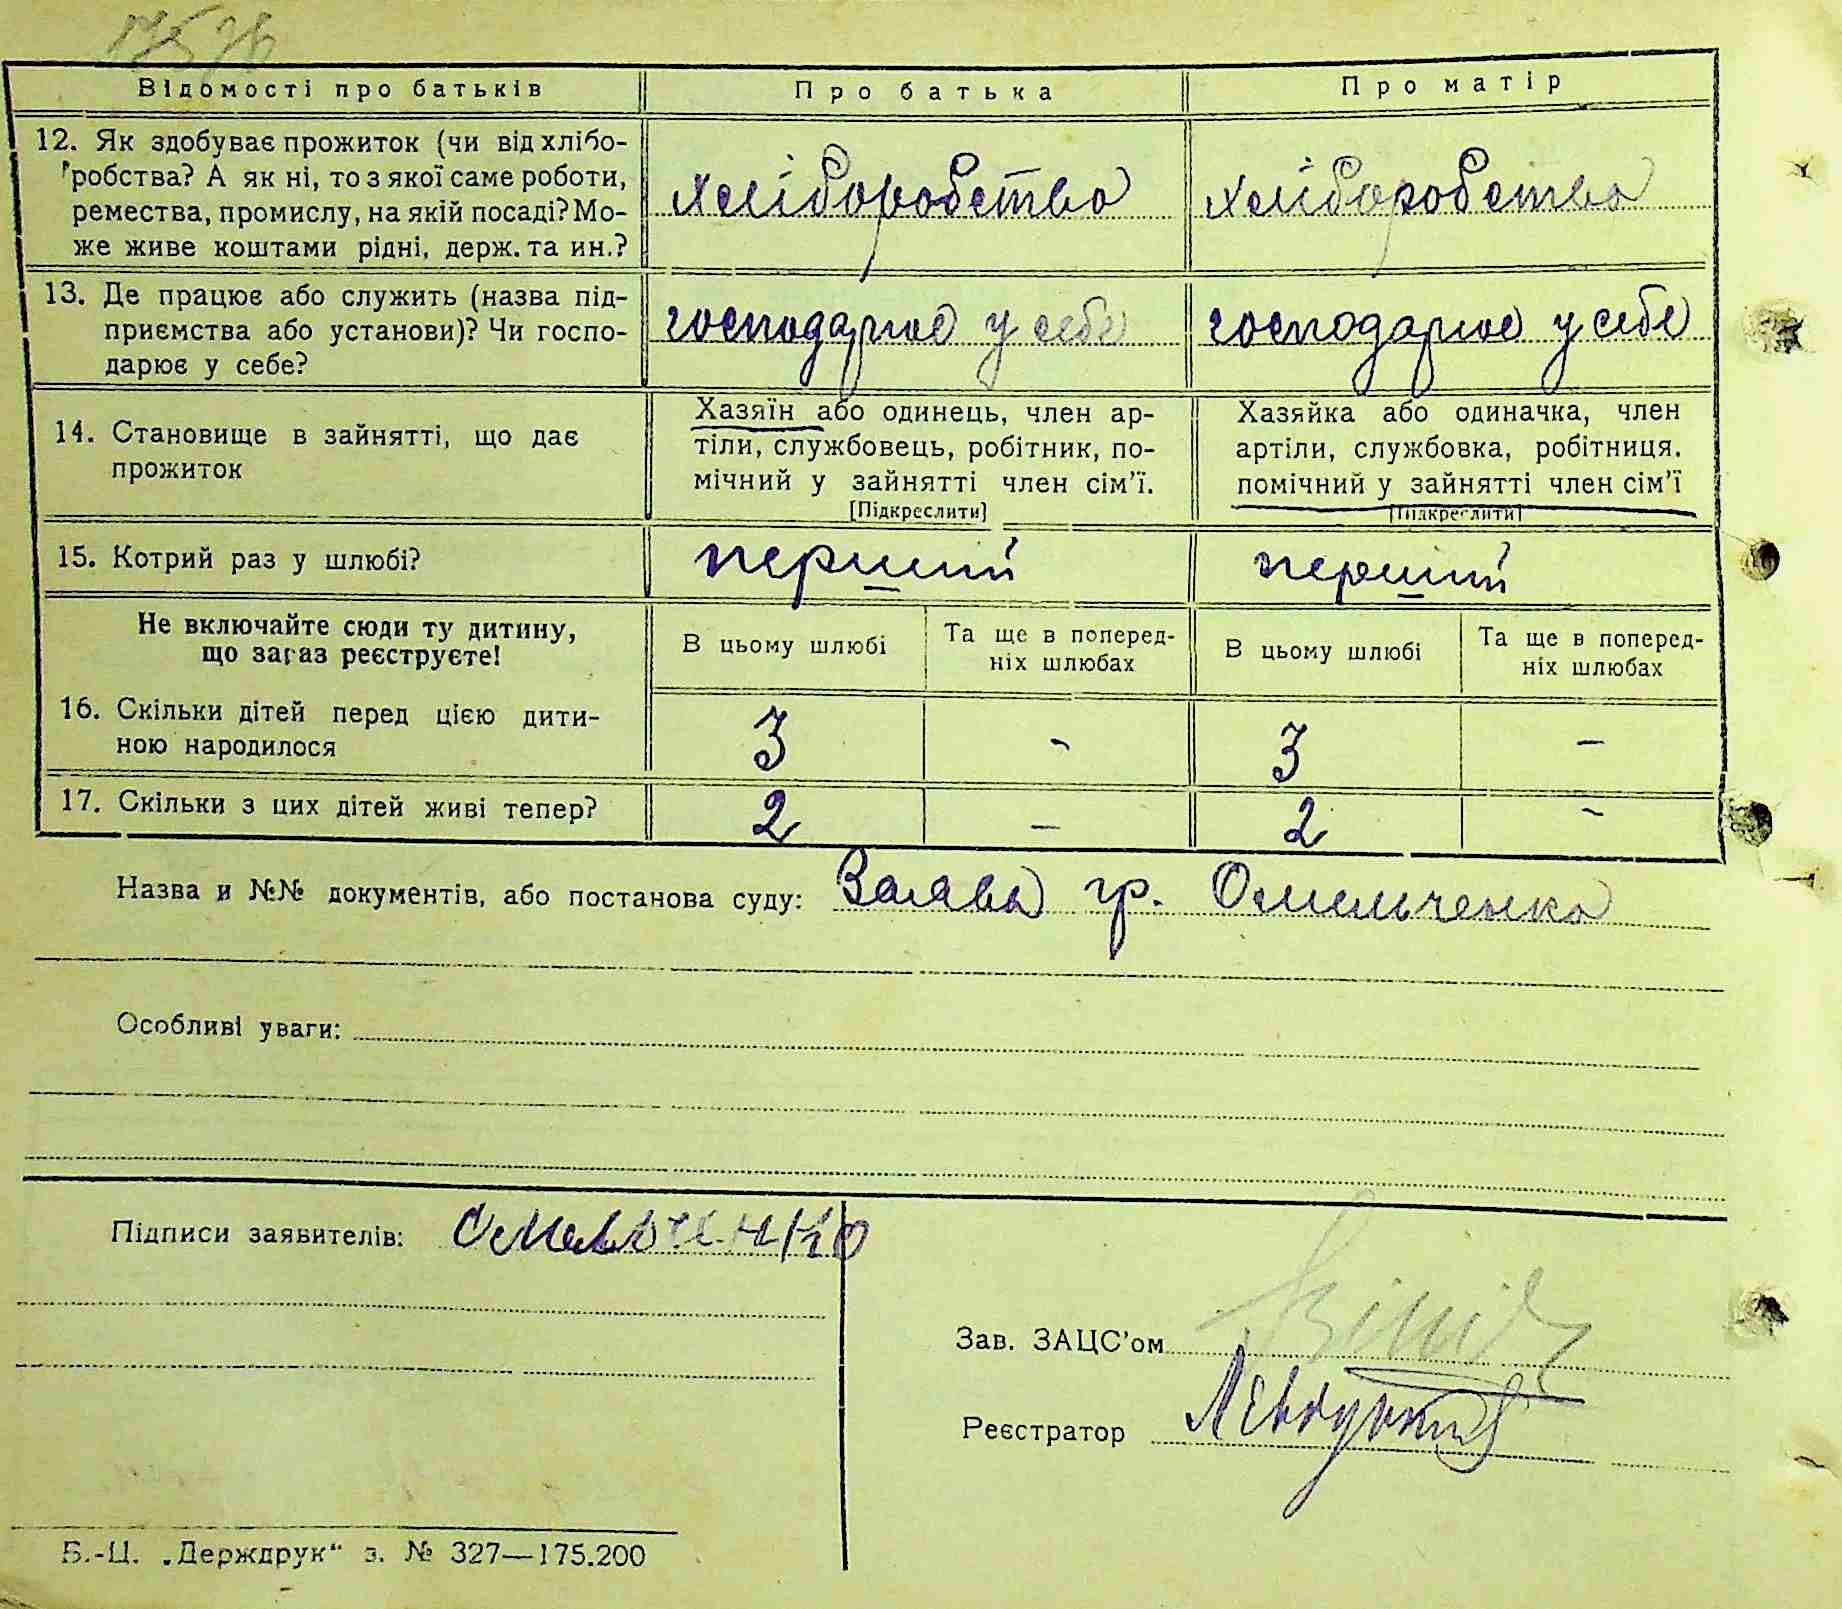 Відомості про батьків
Про батька
Про матір
12. Як здобуває прожиток (чи від хлібо-
робства? А як ні, то з якої саме роботи,
ремества, промислу, на якій посаді? Мо-
же живе коштами рідні, держ. та ин.?
хліборобство
хліборобство
13. Де працює або служить (назва під-
приємства або установи)? Чи госпо-
дарює у себе?
господарює у себе
господарює у себе
14. Становище в зайнятті, що дає
прожиток
Хазяїн або одинець, член ар-
тіли, службовець, робітник, по-
мічний у зайнятті член сім'ї.
[Підкреслити]
Хазяйка або одиначка, член
артіли, службовка, робітниця.
помічний у зайнятті член сім'ї
[Підкреслити]
15. Котрий раз у шлюбі?
перший
перший
Не включайте сюди ту дитину,
що зараз реєструєте!
В цьому шлюбі
Та ще в поперед-
ніх шлюбах
В цьому шлюбі
Та ще в поперед-
ніх шлюбах
16. Скільки дітей перед цією дити-
ною народилося
3
-
3
-
17. Скільки з цих дітей живі тепер?
2
-
2
-
Назва и №№ документів, або постанова суду: Заява гр. Омельченко
Особливі уваги:
Підписи заявителів: Омельченко
Зав. ЗАЦС'ом
Реєстратор
Б.-Ц. „Держдрук" з. № 327—175.200